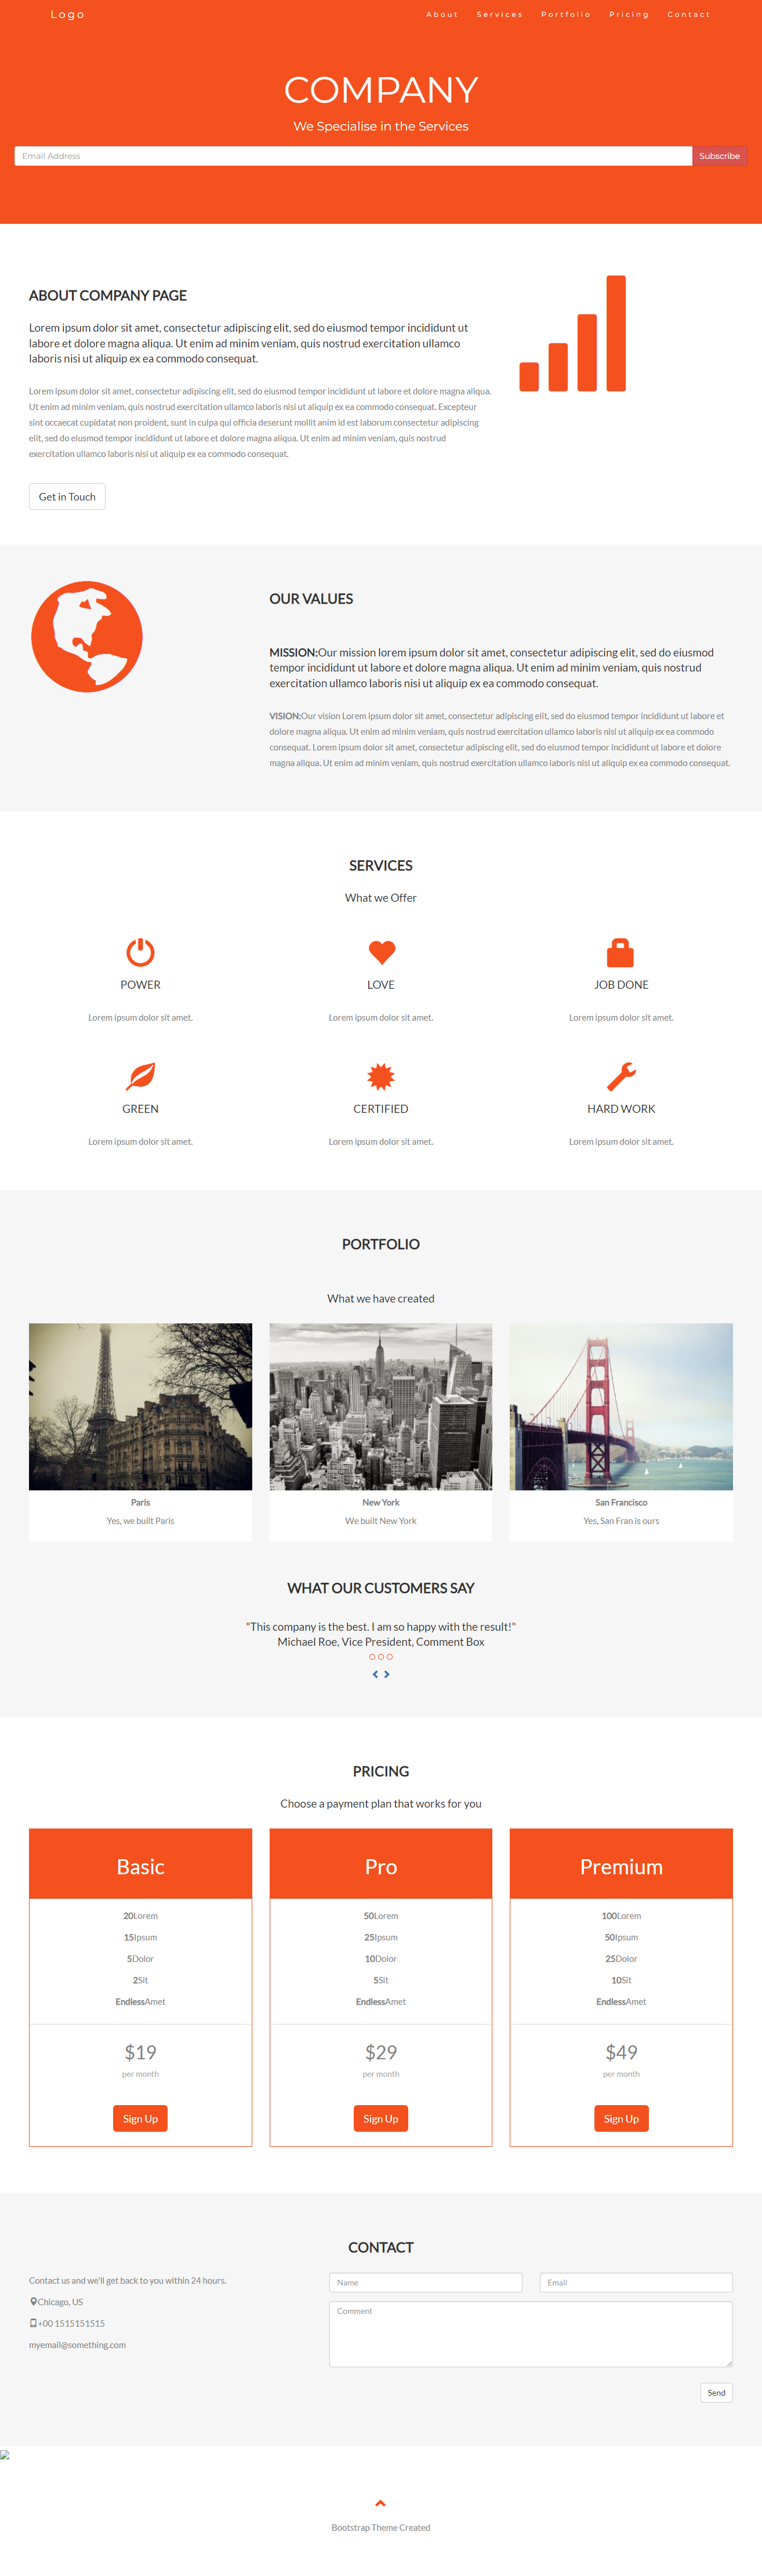 Logo
About Services Portfolio Pricing Contact
COMPANY
We Specialise in the Services
Email Address
Subscribe
ABOUT COMPANY PAGE
Lorem ipsum dolor sit amet, consectetur adipiscing elit, sed do eiusmod tempor incididunt ut
labore et dolore magna aliqua. Ut enim ad minim veniam, quis nostrud exercitation ullamco
laboris nisi ut aliquip ex ea commodo consequat.
Lorem ipsum dolor sit amet, consectetur adipiscing elit, sed do eiusmod tempor incididunt ut labore et dolore magna aliqua.
Ut enim ad minim veniam, quis nostrud exercitation ullamco laboris nisi ut aliquip ex ea commodo consequat. Excepteur
sint occaecat cupidatat non proident, sunt in culpa qui officia deserunt mollit anim id est laborum consectetur adipiscing
elit, sed do eiusmod tempor incididunt ut labore et dolore magna aliqua. Ut enim ad minim veniam, quis nostrud
exercitation ullamco laboris nisi ut aliquip ex ea commodo consequat.
Get in Touch
OUR VALUES
MISSION:Our mission lorem ipsum dolor sit amet, consectetur adipiscing elit, sed do eiusmod
tempor incididunt ut labore et dolore magna aliqua. Ut enim ad minim veniam, quis nostrud
exercitation ullamco laboris nisi ut aliquip ex ea commodo consequat.
VISION:Our vision Lorem ipsum dolor sit amet, consectetur adipiscing elit, sed do eiusmod tempor incididunt ut labore et
dolore magna aliqua. Ut enim ad minim veniam, quis nostrud exercitation ullamco laboris nisi ut aliquip ex ea commodo
consequat. Lorem ipsum dolor sit amet, consectetur adipiscing elit, sed do eiusmod tempor incididunt ut labore et dolore
magna aliqua. Ut enim ad minim veniam, quis nostrud exercitation ullamco laboris nisi ut aliquip ex ea commodo consequat.
SERVICES
What we Offer
POWER
Lorem ipsum dolor sit amet.
LOVE
Lorem ipsum dolor sit amet.
JOB DONE
Lorem ipsum dolor sit amet.
GREEN
Lorem ipsum dolor sit amet.
CERTIFIED
Lorem ipsum dolor sit amet.
HARD WORK
Lorem ipsum dolor sit amet.
PORTFOLIO
What we have created
Paris
Yes, we built Paris
New York
We built New York
San Francisco
Yes, San Fran is ours
WHAT OUR CUSTOMERS SAY
"This company is the best. I am so happy with the result!"
Michael Roe, Vice President, Comment Box
PRICING
Choose a payment plan that works for you
Basic
20Lorem
15Ipsum
5Dolor
2Sit
EndlessAmet
$19
per month
Sign Up
Pro
50Lorem
25Ipsum
10Dolor
5Sit
EndlessAmet
$29
per month
Sign Up
Premium
100Lorem
50Ipsum
25Dolor
10Sit
EndlessAmet
$49
per month
Sign Up
CONTACT
Contact us and we'll get back to you within 24 hours.
Chicago, US
+00 1515151515
myemail@something.com
Name
Email
Comment
Send
Bootstrap Theme Created